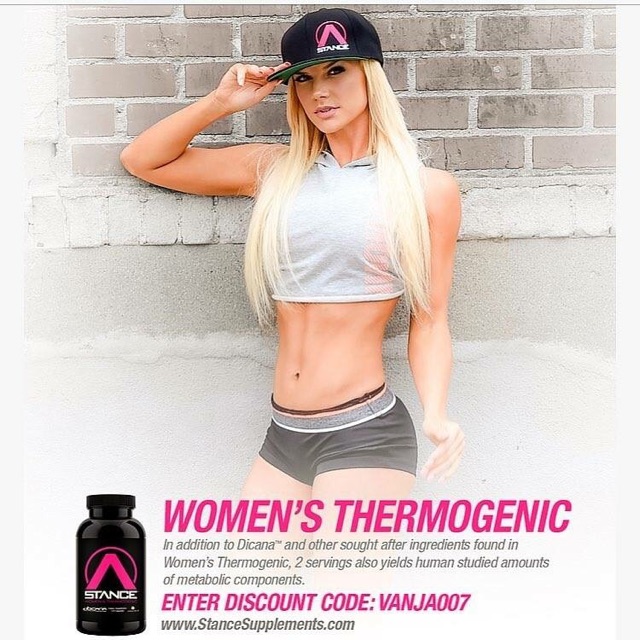 STANCE
WOMEN'S THERMOGENIC
In addition to Dicana™ and other sought after ingredients found in
Women's Thermogenic, 2 servings also yields human studied amounts
of metabolic components.
STANCE
ENTER DISCOUNT CODE: VANJA007
www.StanceSupplements.com